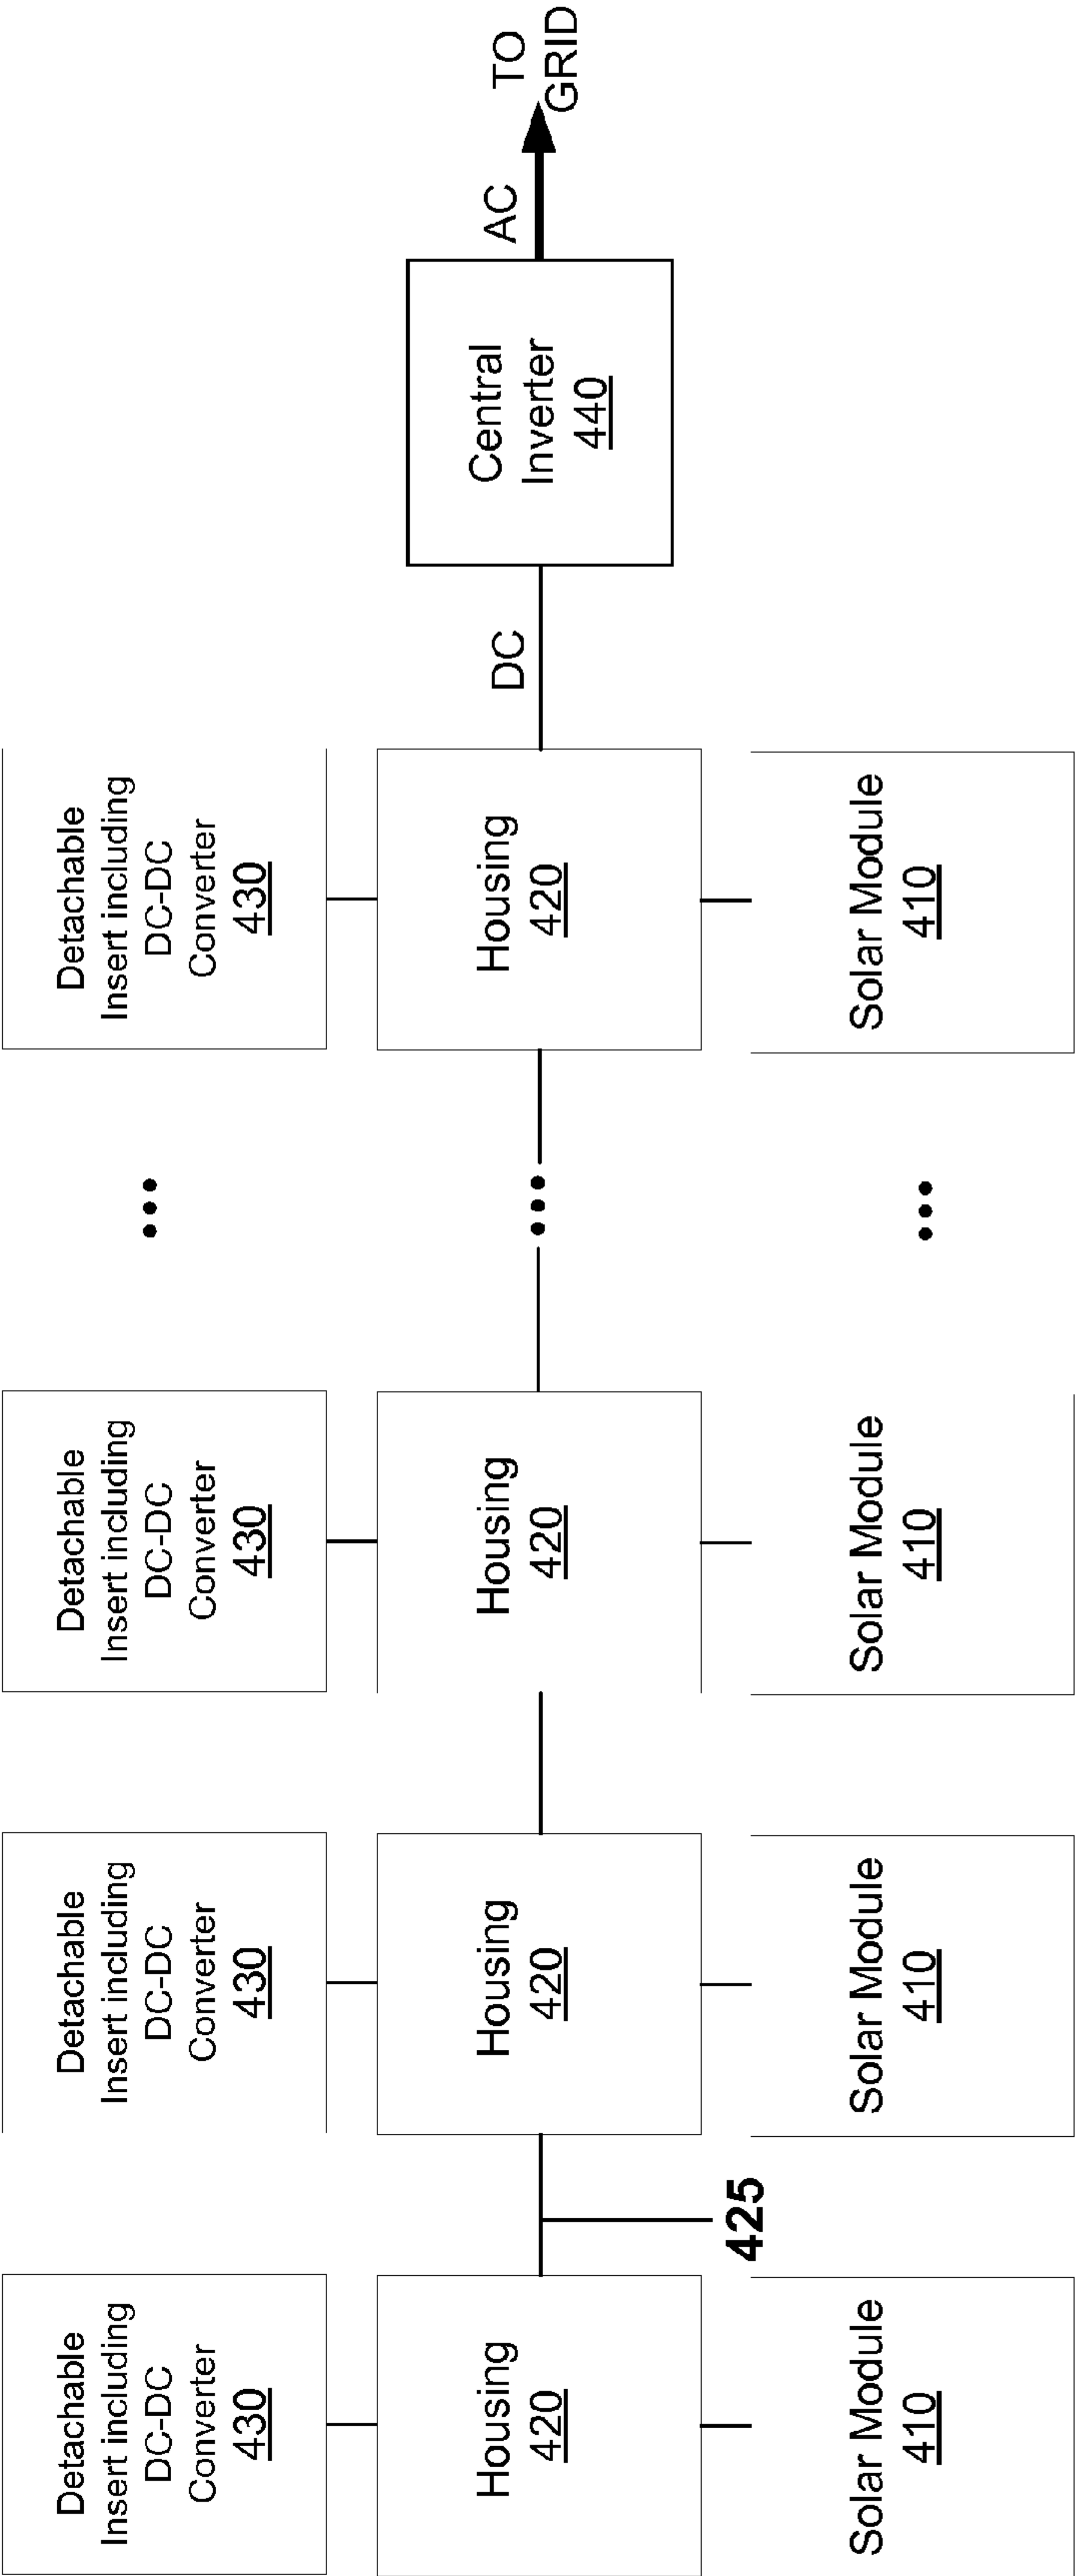 Detachable
Insert including
DC-DC
Converter
430
Detachable
Insert including
DC-DC
Converter
430
Detachable
Insert including
DC-DC
Converter
430
Detachable
Insert including
DC-DC
Converter
430
Housing
420
Housing
420
Housing
420
Housing
420
DC
Central
Inverter
440
AC
TO
GRID
425
Solar Module
410
Solar Module
410
Solar Module
410
Solar Module
410